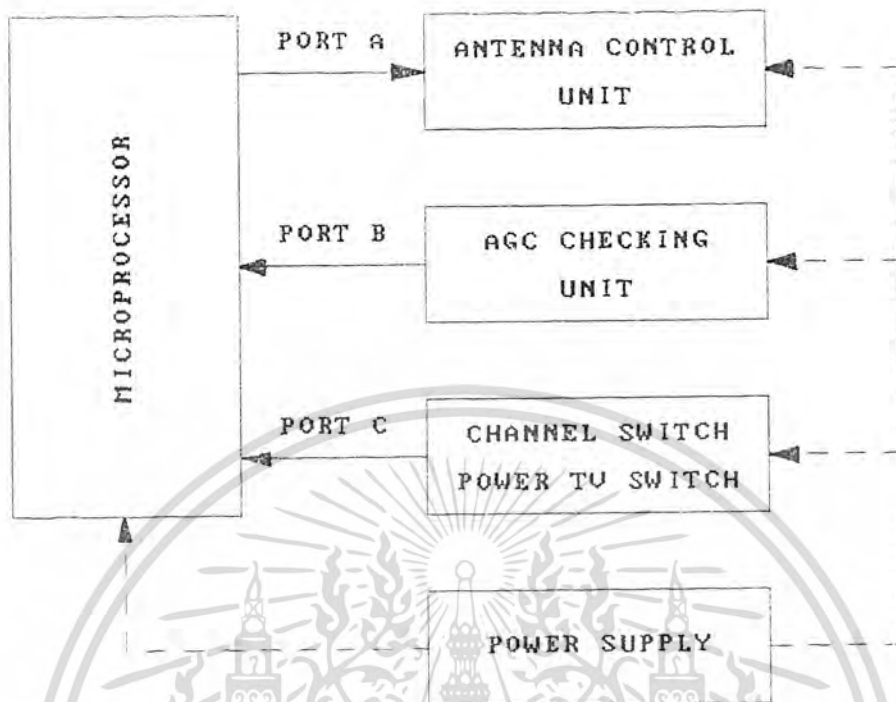 PORT A
ANTENNA CONTROL
UNIT
MICROPROCESSOR
PORT B
AGC CHECKING
UNIT
PORT C
CHANNEL SWITCH
POWER TV SWITCH
POWER SUPPLY